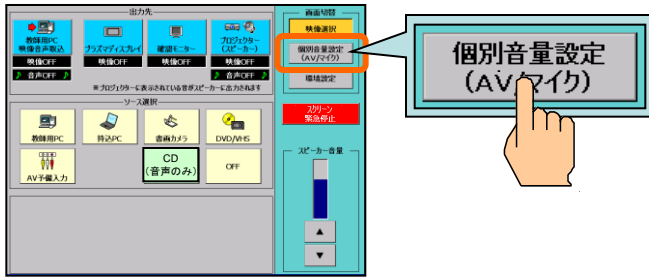 出力先
教師用PC
映像音声取込
プラズマディスプレイ
確認モニター
プロジェクター
(スピーカー)
映像OFF
映像OFF
映像OFF
映像OFF
♪ 音声OFF ♪
♪ 音声OFF ♪
※プロジェクターに表示されている音がスピーカーに出力されます
ソース選択
教師用PC
持込PC
書画カメラ
DVD/VHS
AV予備入力
CD
(音声のみ)
OFF
画面切替
映像選択
個別音量設定
(AV/マイク)
環境設定
スクリーン
緊急停止
スピーカー音量
▲
▼
個別音量設定
(AV/マイク)